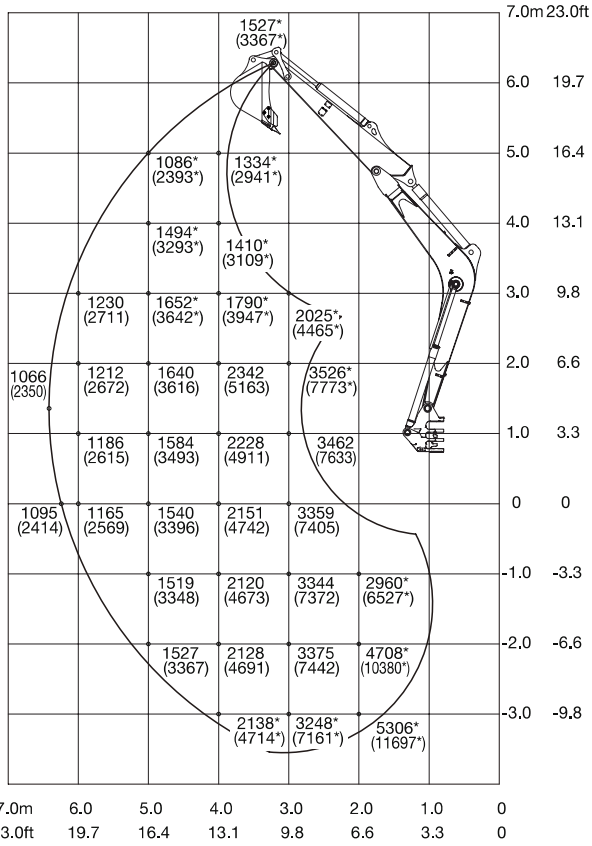 7.0m 23.0ft
1527*
(3367*)
6.0 19.7
5.0 16.4
1086* 1334*
(2393*) (2941*)
4.0 13.1
1494* 1410*
(3293*) (3109*)
3.0 9.8
1230 1652* 1790* 2025*
(2711) (3642*) (3947*) (4465*)
2.0 6.6
1066 1212 1640 2342 3526*
(2350) (2672) (3616) (5163) (7773*)
1.0 3.3
1186 1584 2228 3462
(2615) (3493) (4911) (7633)
0 0
1095 1165 1540 2151 3359
(2414) (2569) (3396) (4742) (7405)
-1.0 -3.3
1519 2120 3344 2960*
(3348) (4673) (7372) (6527*)
-2.0 -6.6
1527 2128 3375 4708*
(3367) (4691) (7442) (10380*)
-3.0 -9.8
2138* 3248* 5306*
(4714*) (7161*) (11697*)
7.0m 6.0 5.0 4.0 3.0 2.0 1.0 0
3.0ft 19.7 16.4 13.1 9.8 6.6 3.3 0